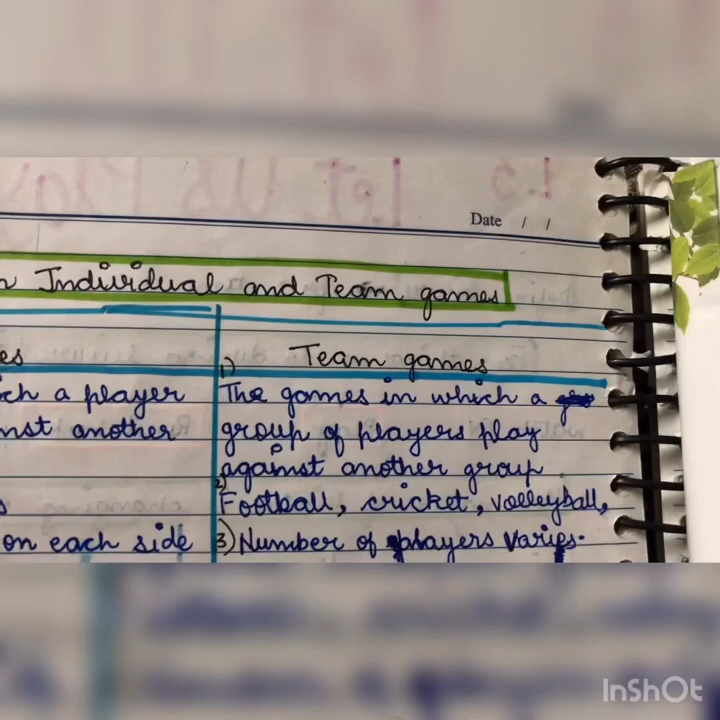 Date / /
Individual and Team games
es
1) Team games
ch a player
The games in which a
nst another
group of players play
against another group
2) Football, cricket, volleyball,
on each side
3) Number of players varies.
InShOt